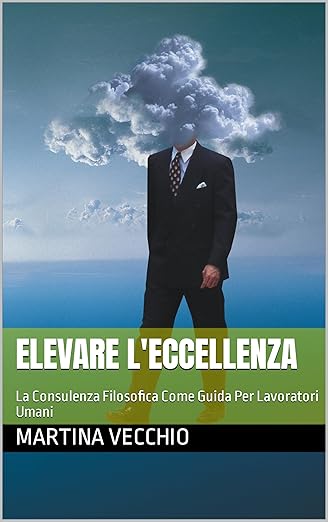 ELEVARE L'ECCELLENZA
La Consulenza Filosofica Come Guida Per Lavoratori
Umani
MARTINA VECCHIO